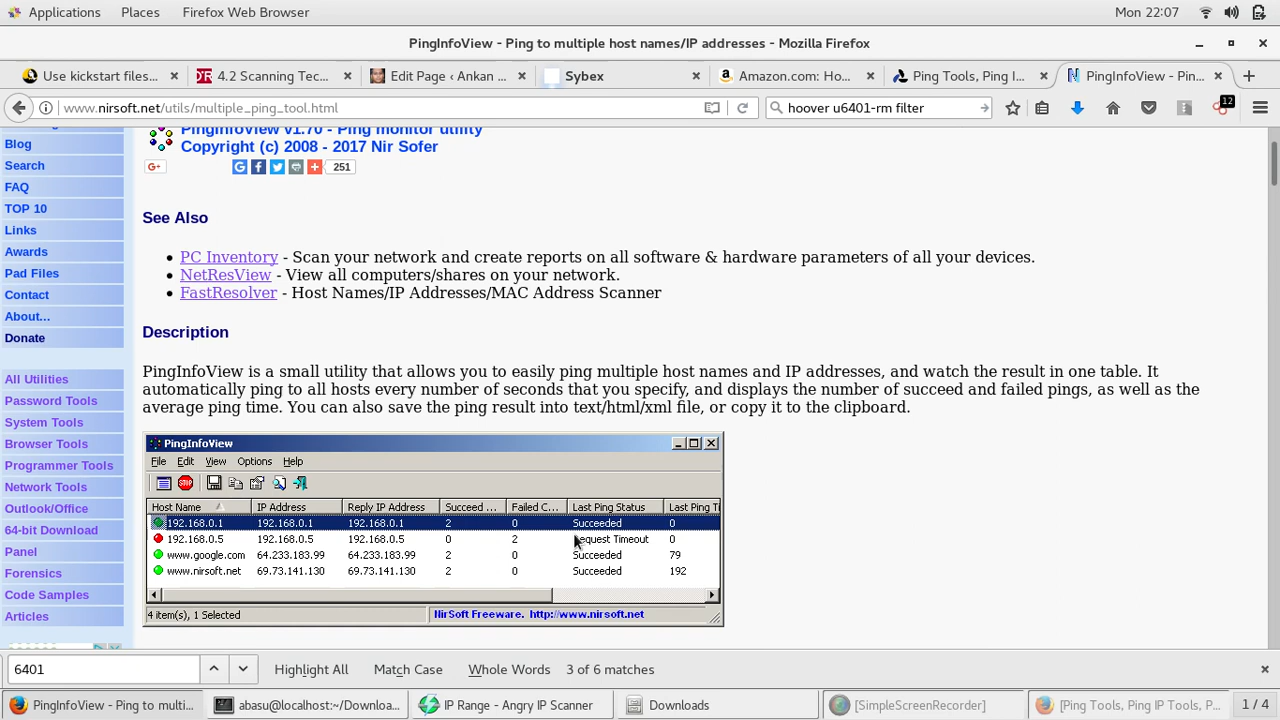 Applications Places Firefox Web Browser Mon 22:07
PingInfoView - Ping to multiple host names/IP addresses - Mozilla Firefox
Use kickstart files... 4.2 Scanning Tec... Edit Page ‹ Ankan ... Sybex Amazon.com: Ho... Ping Tools, Ping I... PingInfoView - Pin...
www.nirsoft.net/utils/multiple_ping_tool.html hoover u6401-rm filter 12
Blog
Search
FAQ
TOP 10
Links
Awards
Pad Files
Contact
About...
Donate
All Utilities
Password Tools
System Tools
Browser Tools
Programmer Tools
Network Tools
Outlook/Office
64-bit Download
Panel
Forensics
Code Samples
Articles
PingInfoView v1.70 - Ping monitor utility
Copyright (c) 2008 - 2017 Nir Sofer
G+ G 251
See Also
PC Inventory - Scan your network and create reports on all software & hardware parameters of all your devices.
NetResView - View all computers/shares on your network.
FastResolver - Host Names/IP Addresses/MAC Address Scanner
Description
PingInfoView is a small utility that allows you to easily ping multiple host names and IP addresses, and watch the result in one table. It
automatically ping to all hosts every number of seconds that you specify, and displays the number of succeed and failed pings, as well as the
average ping time. You can also save the ping result into text/html/xml file, or copy it to the clipboard.
PingInfoView
File Edit View Options Help
STOP
Host Name IP Address Reply IP Address Succeed ... Failed C... Last Ping Status Last Ping Ti
192.168.0.1 192.168.0.1 192.168.0.1 2 0 Succeeded 0
192.168.0.5 192.168.0.5 192.168.0.5 0 2 Request Timeout 0
www.google.com 64.233.183.99 64.233.183.99 2 0 Succeeded 79
www.nirsoft.net 69.73.141.130 69.73.141.130 2 0 Succeeded 192
4 item(s), 1 Selected NirSoft Freeware. http://www.nirsoft.net
6401 Highlight All Match Case Whole Words 3 of 6 matches
PingInfoView - Ping to multi... abasu@localhost:~/Downloa... IP Range - Angry IP Scanner Downloads [SimpleScreenRecorder] [Ping Tools, Ping IP Tools, P... 1 / 4